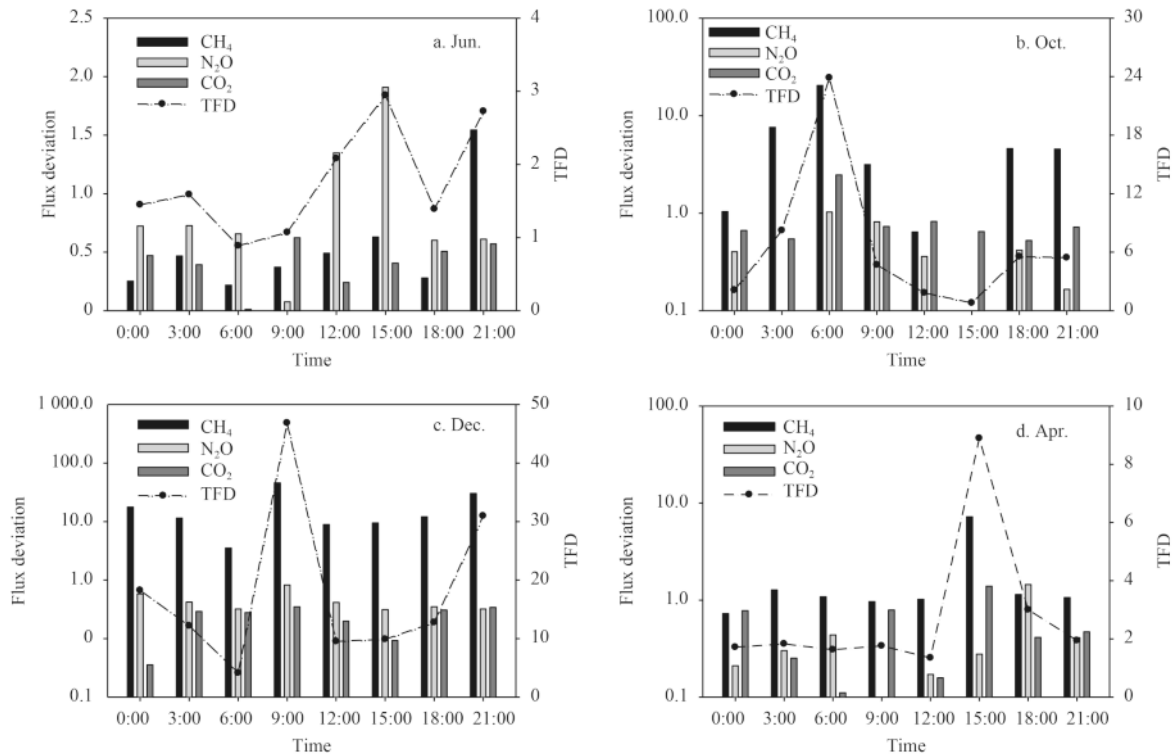 2.5
2.0
1.5
1.0
0.5
0
Flux deviation
CH₄
N₂O
CO₂
TFD
a. Jun.
4
3
2
1
0
TFD
0:00 3:00 6:00 9:00 12:00 15:00 18:00 21:00
Time
100.0
10.0
1.0
0.1
Flux deviation
CH₄
N₂O
CO₂
TFD
b. Oct.
30
24
18
12
6
0
TFD
0:00 3:00 6:00 9:00 12:00 15:00 18:00 21:00
Time
1 000.0
100.0
10.0
1.0
0
0.1
Flux deviation
CH₄
N₂O
CO₂
TFD
c. Dec.
50
40
30
20
10
0
TFD
0:00 3:00 6:00 9:00 12:00 15:00 18:00 21:00
Time
100.0
10.0
1.0
0.1
Flux deviation
CH₄
N₂O
CO₂
TFD
d. Apr.
10
8
6
4
2
0
TFD
0:00 3:00 6:00 9:00 12:00 15:00 18:00 21:00
Time